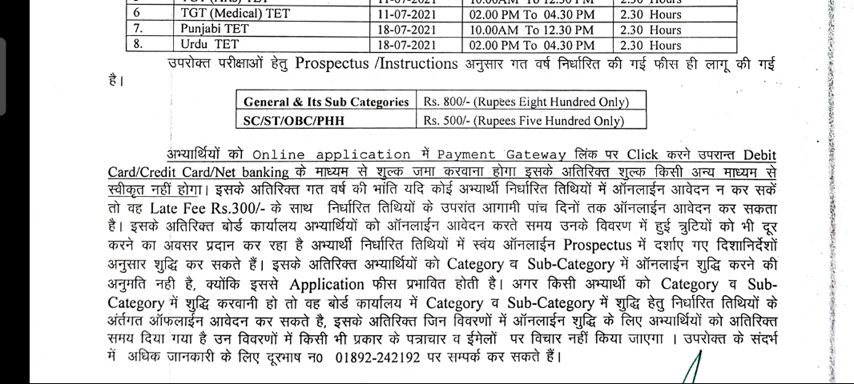 6 TGT (Medical) TET 11-07-2021 02.00 PM To 04.30 PM 2.30 Hours
7. Punjabi TET 18-07-2021 10.00AM To 12.30 PM 2.30 Hours
8. Urdu TET 18-07-2021 02.00 PM To 04.30 PM 2.30 Hours
उपरोक्त परीक्षाओं हेतु Prospectus /Instructions अनुसार गत वर्ष निर्धारित की गई फीस ही लागू की गई
है।
General & Its Sub Categories Rs. 800/- (Rupees Eight Hundred Only)
SC/ST/OBC/PHH Rs. 500/- (Rupees Five Hundred Only)
अभ्यार्थियों को Online application में Payment Gateway लिंक पर Click करने उपरान्त Debit
Card/Credit Card/Net banking के माध्यम से शुल्क जमा करवाना होगा इसके अतिरिक्त शुल्क किसी अन्य माध्यम से
स्वीकृत नहीं होगा। इसके अतिरिक्त गत वर्ष की भांति यदि कोई अभ्यार्थी निर्धारित तिथियों में ऑनलाईन आवेदन न कर सकें
तो वह Late Fee Rs.300/- के साथ निर्धारित तिथियों के उपरांत आगामी पांच दिनों तक ऑनलाईन आवेदन कर सकता
है। इसके अतिरिक्त बोर्ड कार्यालय अभ्यार्थियों को ऑनलाईन आवेदन करते समय उनके विवरण में हुई त्रुटियों को भी दूर
करने का अवसर प्रदान कर रहा है अभ्यार्थी निर्धारित तिथियों में स्वंय ऑनलाईन Prospectus में दर्शाए गए दिशानिर्देशों
अनुसार शुद्धि कर सकते हैं। इसके अतिरिक्त अभ्यार्थियों को Category व Sub-Category में ऑनलाईन शुद्धि करने की
अनुमति नही है, क्योंकि इससे Application फीस प्रभावित होती है। अगर किसी अभ्यार्थी को Category व Sub-
Category में शुद्धि करवानी हो तो वह बोर्ड कार्यालय में Category व Sub-Category में शुद्धि हेतु निर्धारित तिथियों के
अंर्तगत ऑफलाईन आवेदन कर सकते है, इसके अतिरिक्त जिन विवरणों में ऑनलाईन शुद्धि के लिए अभ्यार्थियों को अतिरिक्त
समय दिया गया है उन विवरणों में किसी भी प्रकार के पत्राचार व ईमेलों पर विचार नहीं किया जाएगा । उपरोक्त के संदर्भ
में अधिक जानकारी के लिए दूरभाष न0 01892-242192 पर सम्पर्क कर सकते हैं।